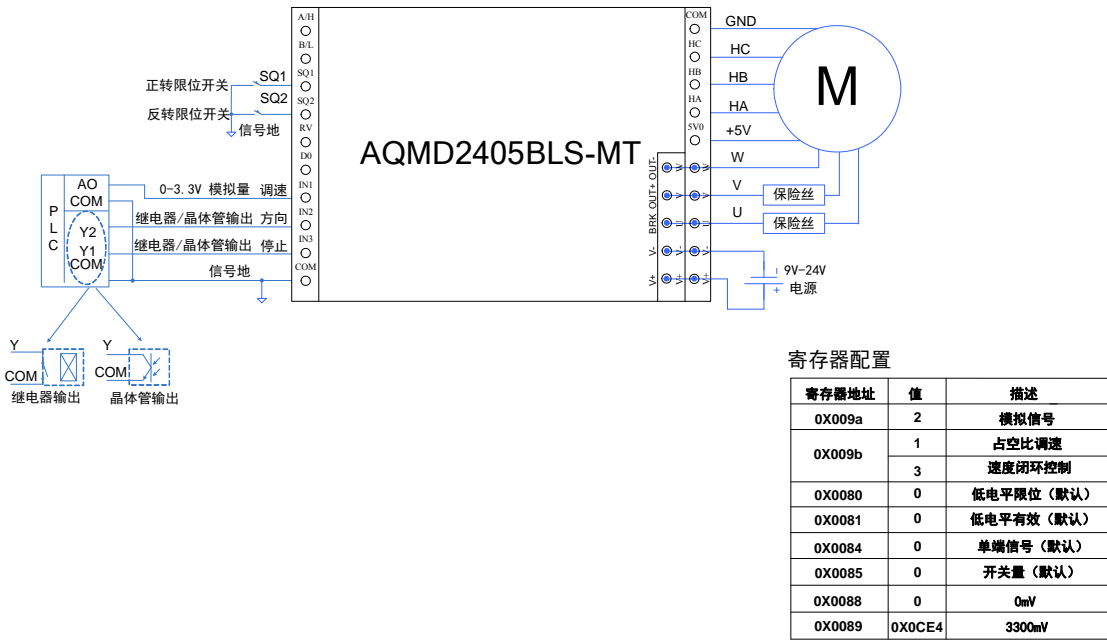 A/H
B/L
SQ1
SQ2
RV
D0
IN1
IN2
IN3
COM
正转限位开关 SQ1
反转限位开关 SQ2
信号地
AQMD2405BLS-MT
COM
HC
HB
HA
5V0
GND
HC
HB
HA
+5V
W
V
U
M
保险丝
保险丝
OUT-
OUT+
BRK
V-
V+
W W
V V
U U
V- V-
V+ V+
- 9V-24V
+ 电源
PLC
AO
COM
Y2
Y1
COM
0-3.3V 模拟量 调速
继电器/晶体管输出 方向
继电器/晶体管输出 停止
信号地
Y
COM
继电器输出
Y
COM
晶体管输出
寄存器配置
寄存器地址 值 描述
0X009a 2 模拟信号
0X009b 1 占空比调速
3 速度闭环控制
0X0080 0 低电平限位（默认）
0X0081 0 低电平有效（默认）
0X0084 0 单端信号（默认）
0X0085 0 开关量（默认）
0X0088 0 0mV
0X0089 0X0CE4 3300mV